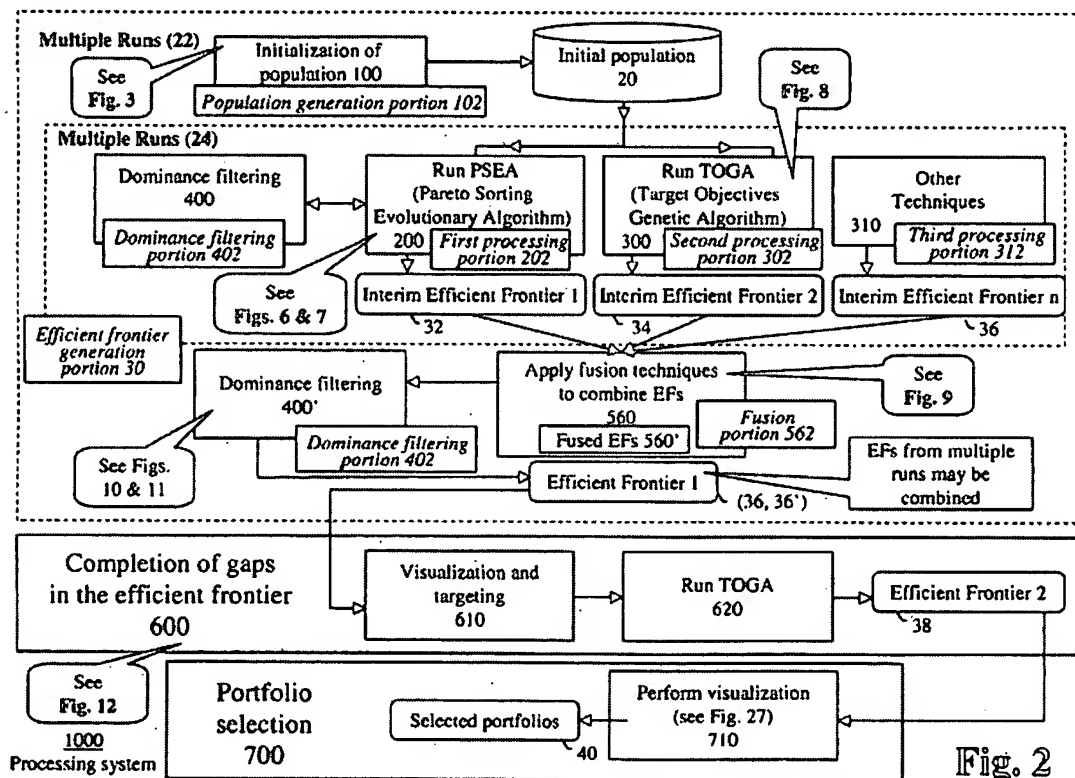 Multiple Runs (22)
See
Fig. 3
Initialization of
population 100
Population generation portion 102
Initial population
20
See
Fig. 8
Multiple Runs (24)
Dominance filtering
400
Dominance filtering
portion 402
Run PSEA
(Pareto Sorting
Evolutionary Algorithm)
200
First processing
portion 202
Run TOGA
(Target Objectives
Genetic Algorithm)
300
Second processing
portion 302
Other
Techniques
310
Third processing
portion 312
See
Figs. 6 & 7
Interim Efficient Frontier 1
32
Interim Efficient Frontier 2
34
Interim Efficient Frontier n
36
Efficient frontier
generation
portion 30
Dominance filtering
400'
Dominance filtering
portion 402
See Figs.
10 & 11
Apply fusion techniques
to combine EFs
560
Fused EFs 560'
Fusion
portion 562
See
Fig. 9
Efficient Frontier 1
(36, 36')
EFs from multiple
runs may be
combined
Completion of gaps
in the efficient frontier
600
Visualization and
targeting
610
Run TOGA
620
Efficient Frontier 2
38
See
Fig. 12
1000
Processing system
Portfolio
selection
700
Selected portfolios
40
Perform visualization
(see Fig. 27)
710
Fig. 2